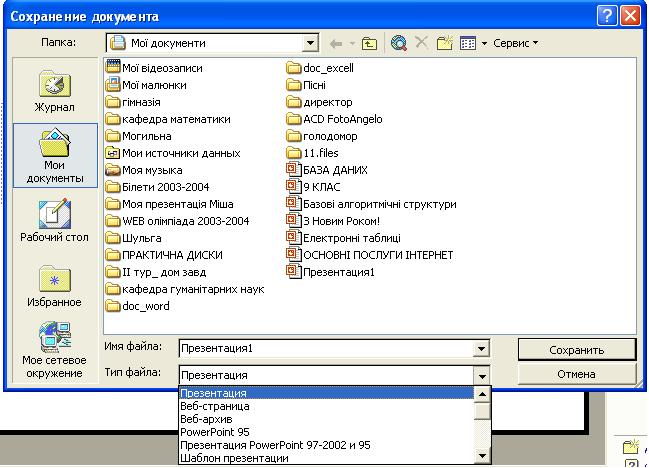 Сохранение документа
Папка:
Мої документи
Сервис
Журнал
Мои документы
Рабочий стол
Избранное
Мое сетевое окружение
Мої відеозаписи
Мої малюнки
гімназія
кафедра математики
Могильна
Мои источники данных
Моя музыка
Білети 2003-2004
Моя презентація Міша
WEB олімпіада 2003-2004
Шульга
ПРАКТИЧНА ДИСКИ
ІІ тур_ дом завд
кафедра гуманітарних наук
doc_word
doc_excell
Пісні
директор
ACD FotoAngelo
голодомор
11.files
БАЗА ДАНИХ
9 КЛАС
Базові алгоритмічні структури
З Новим Роком!
Електронні таблиці
ОСНОВНІ ПОСЛУГИ ІНТЕРНЕТ
Презентация1
Имя файла:
Презентация1
Сохранить
Тип файла:
Презентация
Отмена
Презентация
Веб-страница
Веб-архив
PowerPoint 95
Презентация PowerPoint 97-2002 и 95
Шаблон презентации